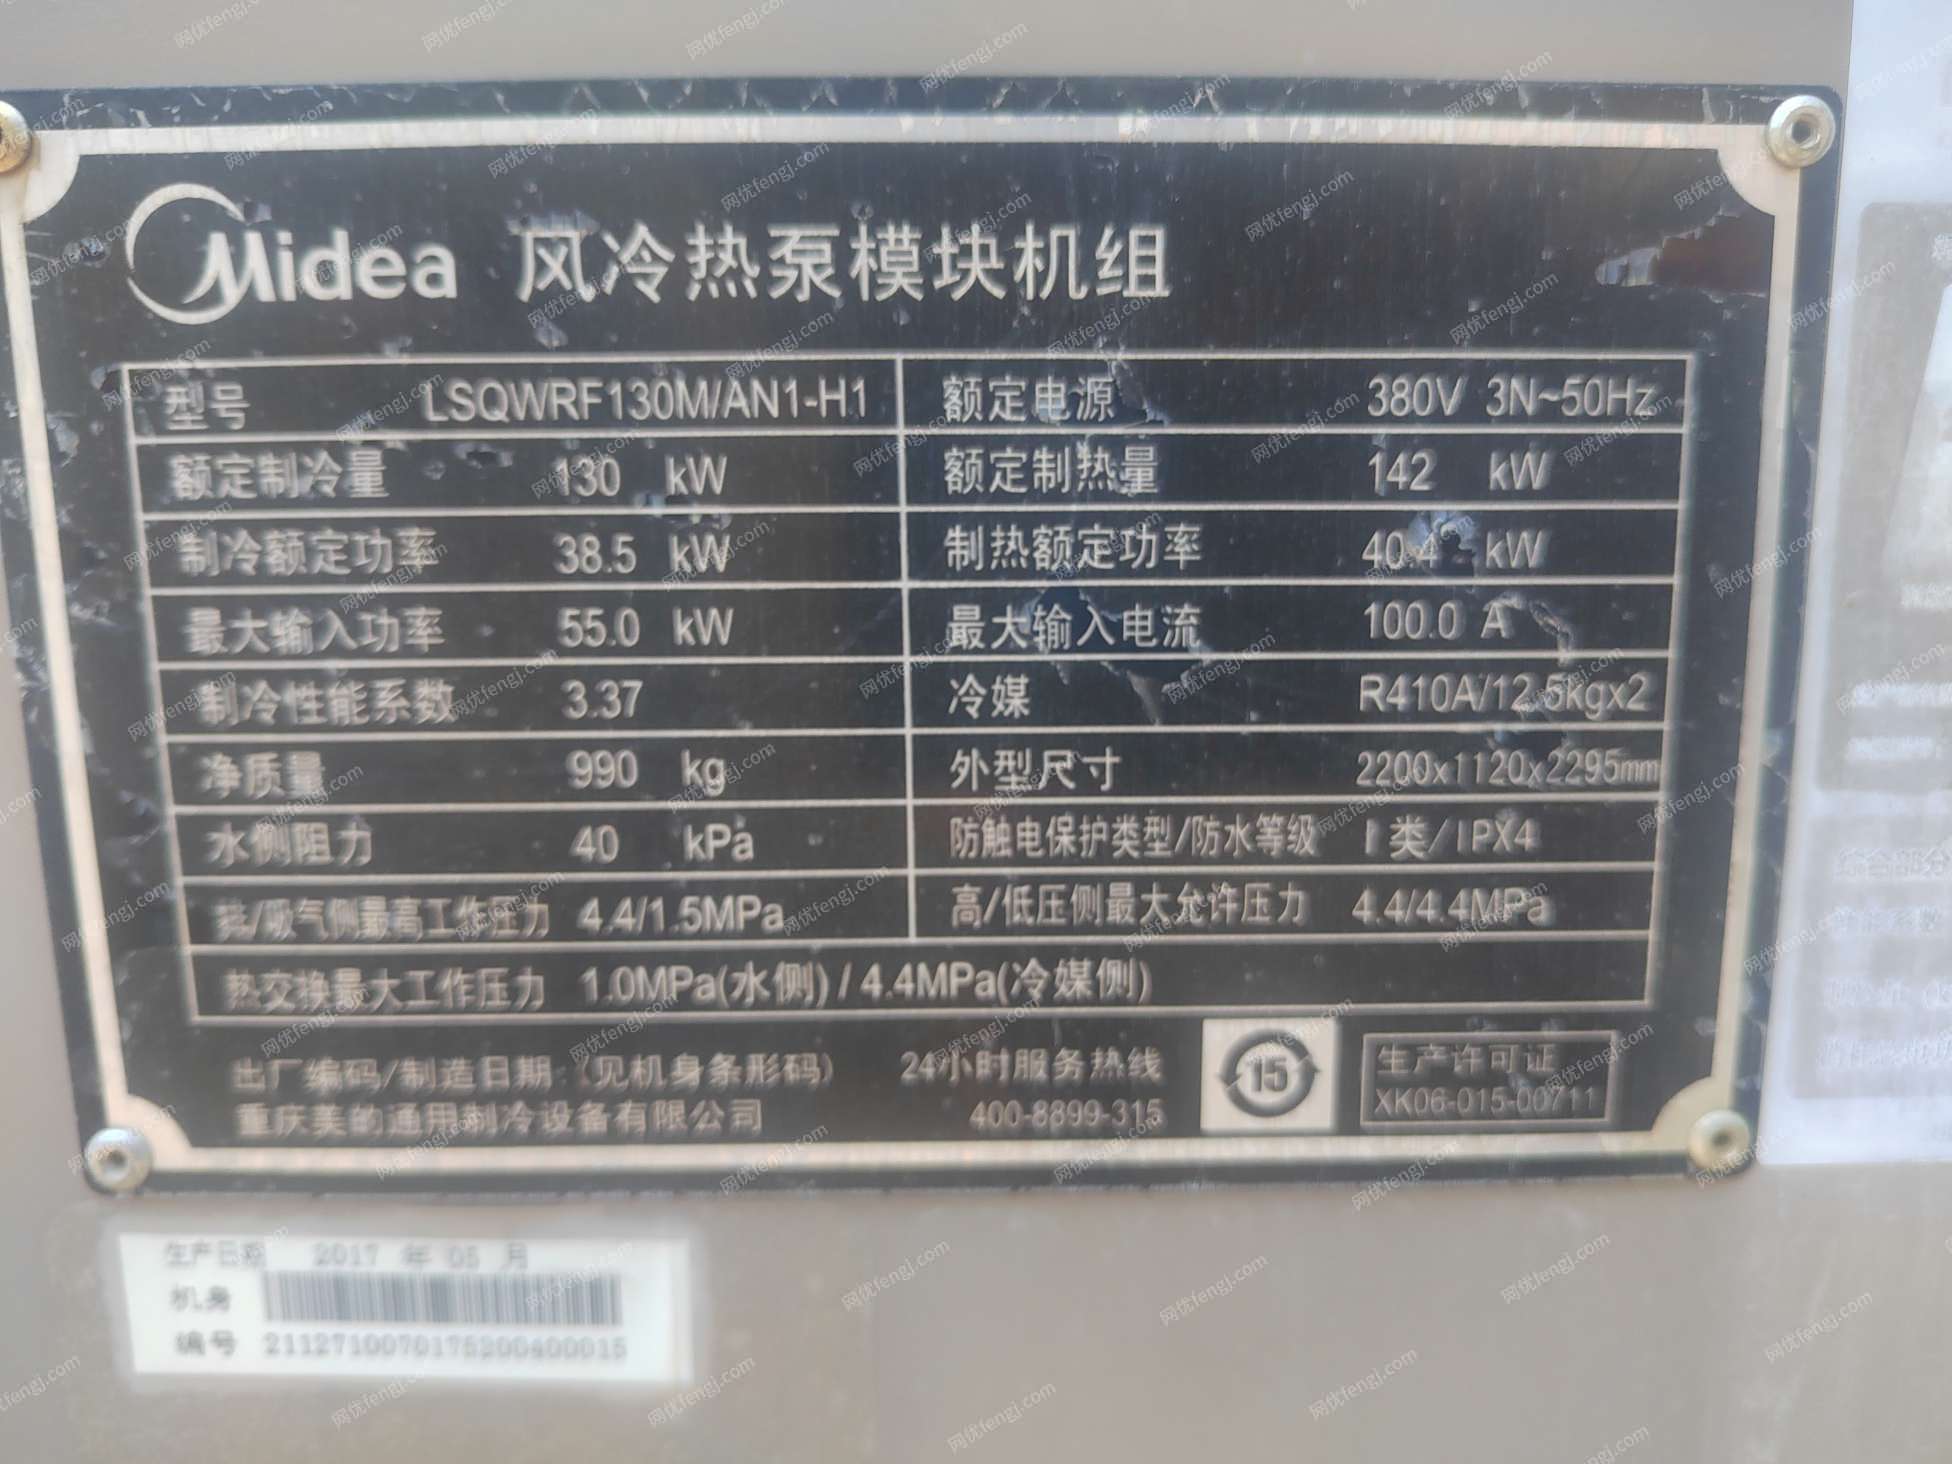 Midea 风冷热泵模块机组
型号 LSQWRF130M/AN1-H1 额定电源 380V 3N~50Hz
额定制冷量 130 kW 额定制热量 142 kW
制冷额定功率 38.5 kW 制热额定功率 40.4 kW
最大输入功率 55.0 kW 最大输入电流 100.0 A
制冷性能系数 3.37 冷媒 R410A/12.5kgx2
净质量 990 kg 外型尺寸 2200x1120x2295mm
水侧阻力 40 kPa 防触电保护类型/防水等级 I类/IPX4
/吸气侧最高工作压力 4.4/1.5MPa 高/低压侧最大允许压力 4.4/4.4MPa
热交换最大工作压力 1.0MPa(水侧)/4.4MPa(冷媒侧)
出厂编码/制造日期:(见机身条形码) 24小时服务热线
重庆美的通用制冷设备有限公司 400-8899-315
15
生产许可证
XK06-015-00711
生产日期 2017 年 05 月
机身
编号 2112710070175200400015
网优fengj.com